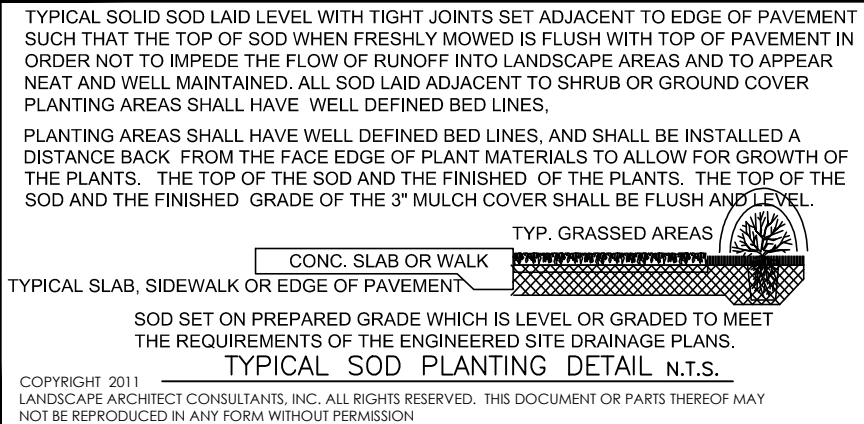 TYPICAL SOLID SOD LAID LEVEL WITH TIGHT JOINTS SET ADJACENT TO EDGE OF PAVEMENT
SUCH THAT THE TOP OF SOD WHEN FRESHLY MOWED IS FLUSH WITH TOP OF PAVEMENT IN
ORDER NOT TO IMPEDE THE FLOW OF RUNOFF INTO LANDSCAPE AREAS AND TO APPEAR
NEAT AND WELL MAINTAINED. ALL SOD LAID ADJACENT TO SHRUB OR GROUND COVER
PLANTING AREAS SHALL HAVE WELL DEFINED BED LINES,
PLANTING AREAS SHALL HAVE WELL DEFINED BED LINES, AND SHALL BE INSTALLED A
DISTANCE BACK FROM THE FACE EDGE OF PLANT MATERIALS TO ALLOW FOR GROWTH OF
THE PLANTS. THE TOP OF THE SOD AND THE FINISHED OF THE PLANTS. THE TOP OF THE
SOD AND THE FINISHED GRADE OF THE 3" MULCH COVER SHALL BE FLUSH AND LEVEL.
TYP. GRASSED AREAS
CONC. SLAB OR WALK
TYPICAL SLAB, SIDEWALK OR EDGE OF PAVEMENT
SOD SET ON PREPARED GRADE WHICH IS LEVEL OR GRADED TO MEET
THE REQUIREMENTS OF THE ENGINEERED SITE DRAINAGE PLANS.
TYPICAL SOD PLANTING DETAIL N.T.S.
COPYRIGHT 2011
LANDSCAPE ARCHITECT CONSULTANTS, INC. ALL RIGHTS RESERVED. THIS DOCUMENT OR PARTS THEREOF MAY
NOT BE REPRODUCED IN ANY FORM WITHOUT PERMISSION